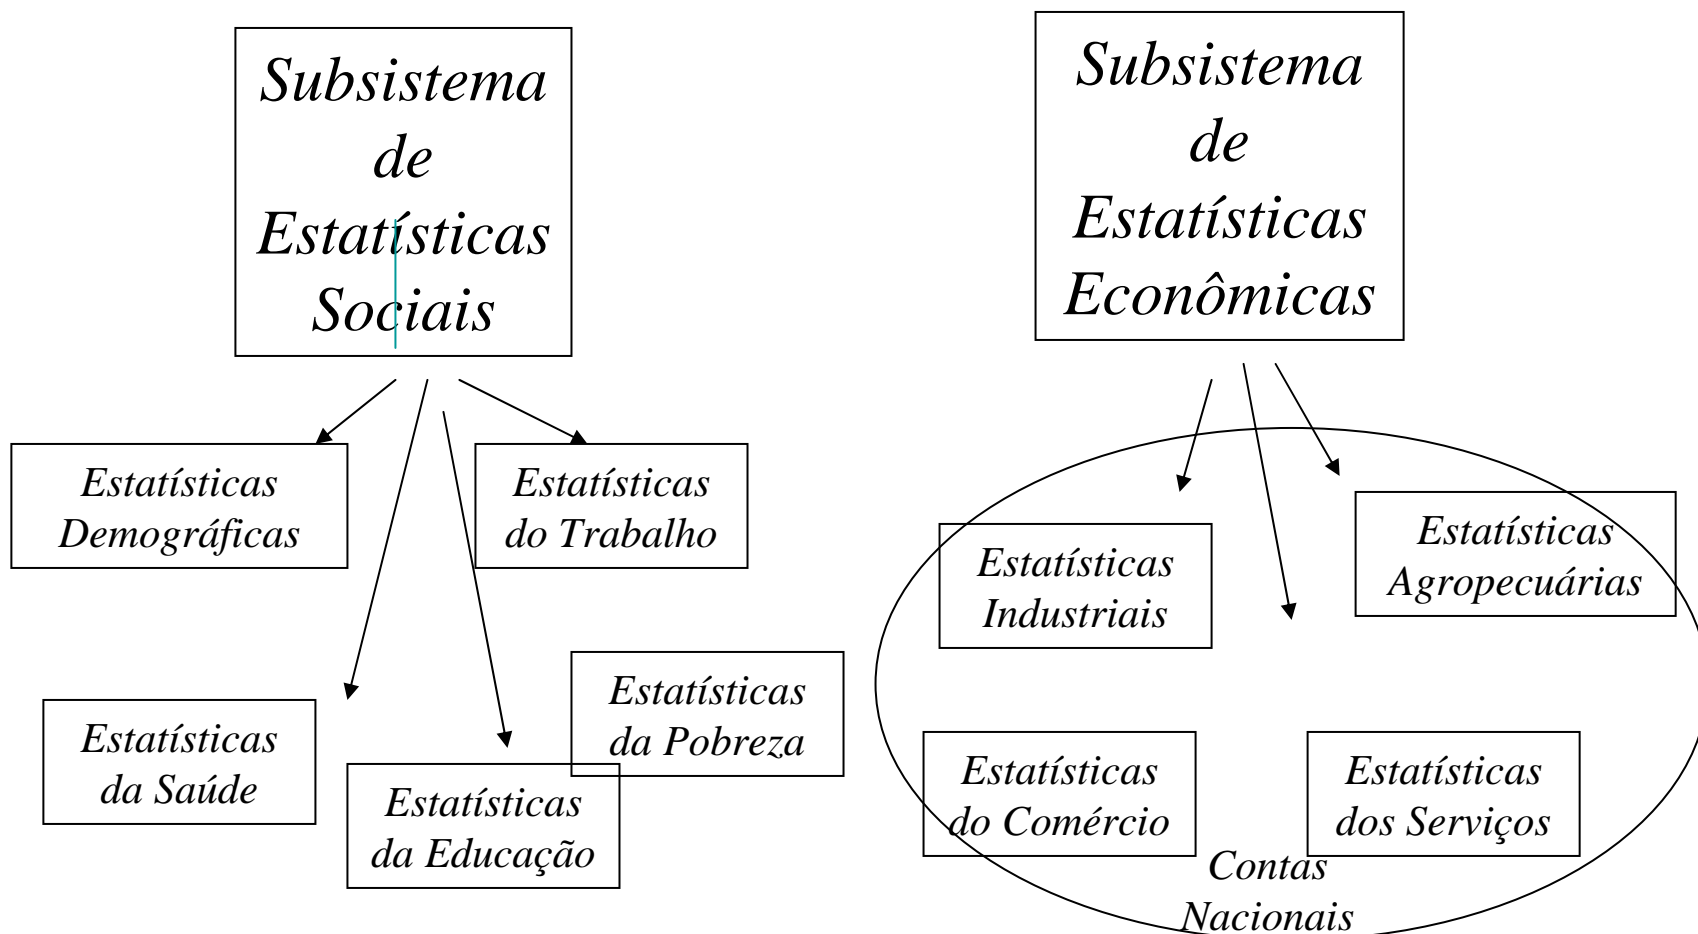 Subsistema
de
Estatísticas
Sociais
Subsistema
de
Estatísticas
Econômicas
Estatísticas
Demográficas
Estatísticas
do Trabalho
Estatísticas
da Saúde
Estatísticas
da Educação
Estatísticas
da Pobreza
Estatísticas
Industriais
Estatísticas
Agropecuárias
Estatísticas
do Comércio
Estatísticas
dos Serviços
Contas
Nacionais